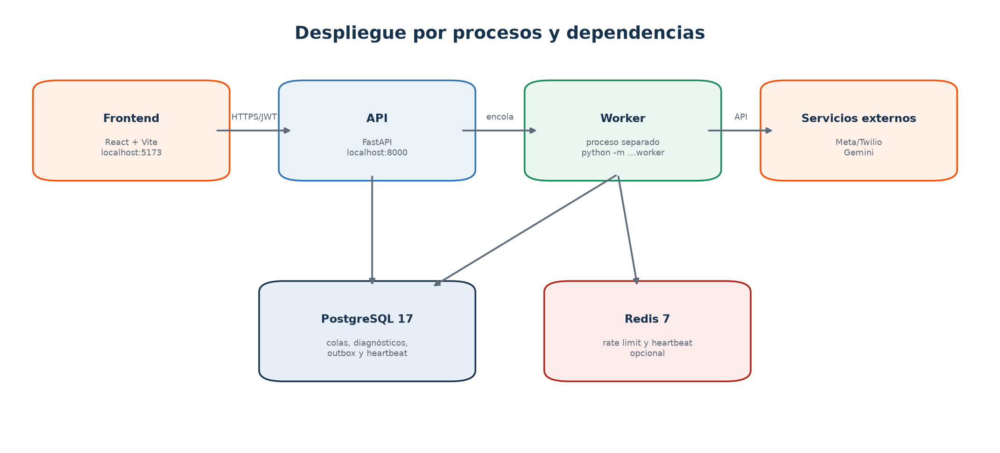 Despliegue por procesos y dependencias
Frontend
React + Vite
localhost:5173
HTTPS/JWT
API
FastAPI
localhost:8000
encola
Worker
proceso separado
python -m ...worker
API
Servicios externos
Meta/Twilio
Gemini
PostgreSQL 17
colas, diagnósticos,
outbox y heartbeat
Redis 7
rate limit y heartbeat
opcional